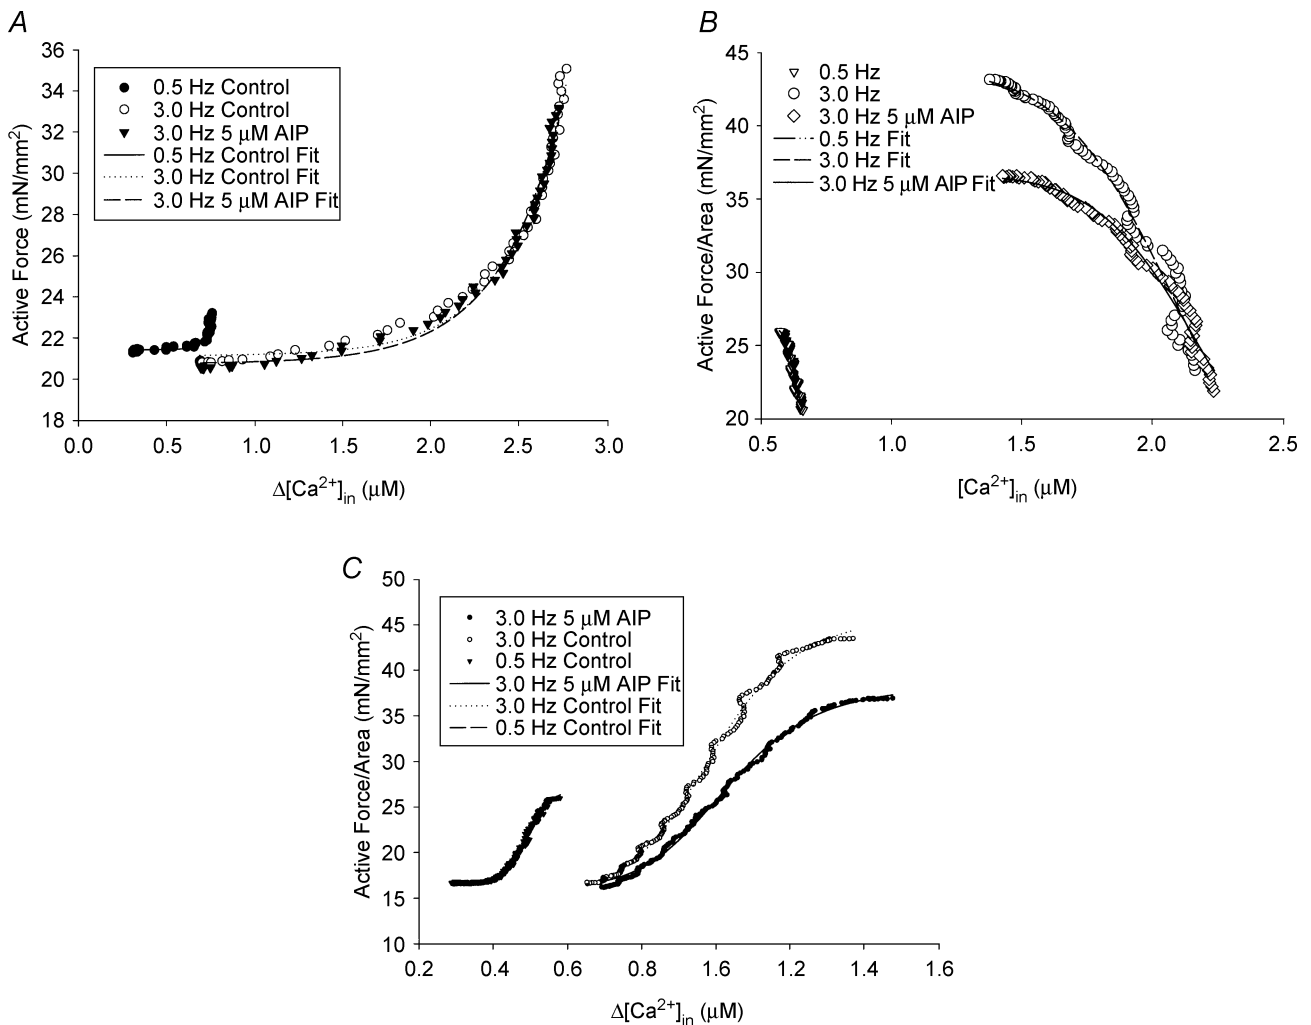 A
Active Force (mN/mm²)
36
34
32
30
28
26
24
22
20
18
0.5 Hz Control
3.0 Hz Control
3.0 Hz 5 μM AIP
0.5 Hz Control Fit
3.0 Hz Control Fit
3.0 Hz 5 μM AIP Fit
0.0 0.5 1.0 1.5 2.0 2.5 3.0
Δ[Ca²⁺]in (μM)
B
Active Force/Area (mN/mm²)
45
40
35
30
25
20
0.5 Hz
3.0 Hz
3.0 Hz 5 μM AIP
0.5 Hz Fit
3.0 Hz Fit
3.0 Hz 5 μM AIP Fit
0.5 1.0 1.5 2.0 2.5
[Ca²⁺]in (μM)
C
Active Force/Area (mN/mm²)
50
45
40
35
30
25
20
15
10
3.0 Hz 5 μM AIP
3.0 Hz Control
0.5 Hz Control
3.0 Hz 5 μM AIP Fit
3.0 Hz Control Fit
0.5 Hz Control Fit
0.2 0.4 0.6 0.8 1.6 1.2 1.6
Δ[Ca²⁺]in (μM)